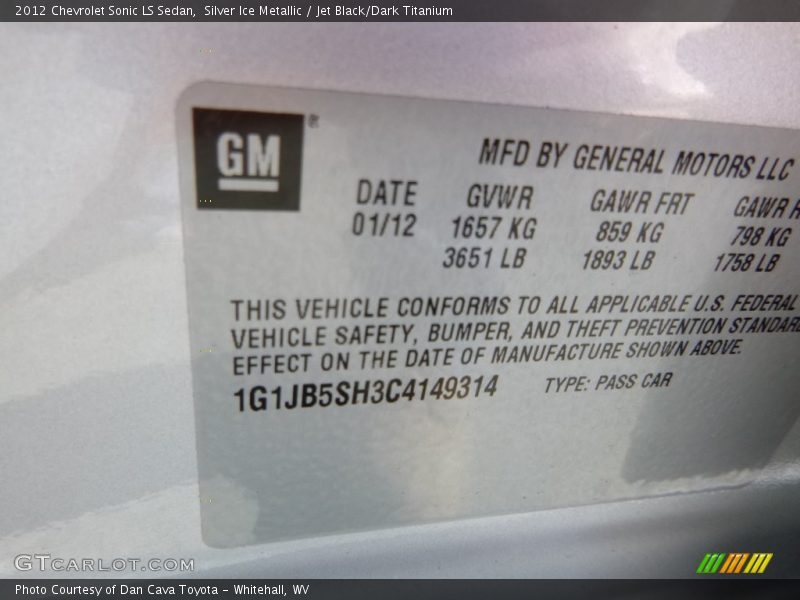 2012 Chevrolet Sonic LS Sedan,  Silver Ice Metallic / Jet Black/Dark Titanium
GM ®
MFD BY GENERAL MOTORS LLC
DATE GVWR GAWR FRT GAWR R
01/12 1657 KG 859 KG 798 KG
3651 LB 1893 LB 1758 LB
THIS VEHICLE CONFORMS TO ALL APPLICABLE U.S. FEDERAL
VEHICLE SAFETY, BUMPER, AND THEFT PREVENTION STANDARD
EFFECT ON THE DATE OF MANUFACTURE SHOWN ABOVE.
1G1JB5SH3C4149314 TYPE: PASS CAR
GTCARLOT.COM
Photo Courtesy of Dan Cava Toyota - Whitehall, WV